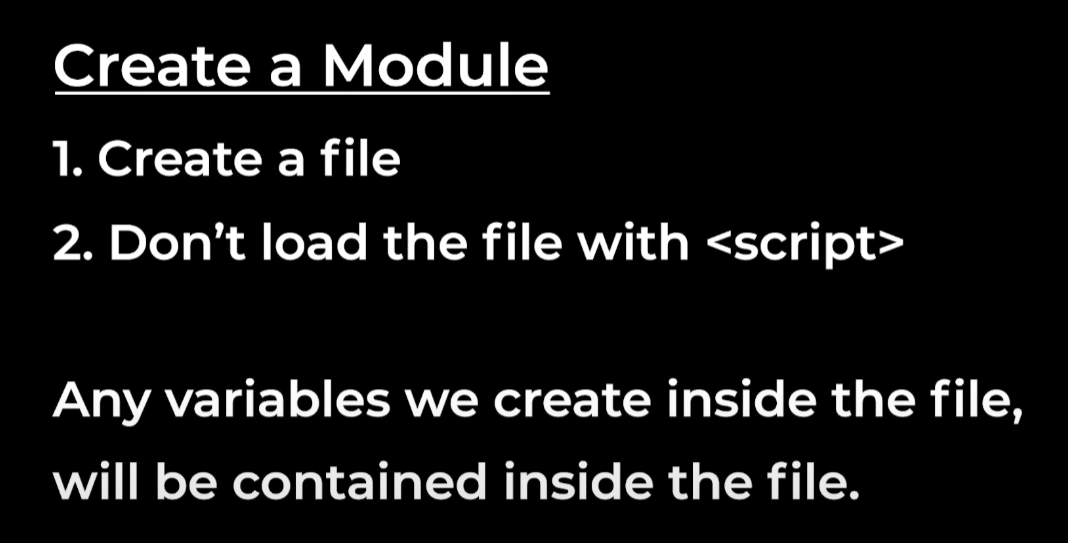 Create a Module
1. Create a file
2. Don’t load the file with <script>
Any variables we create inside the file,
will be contained inside the file.